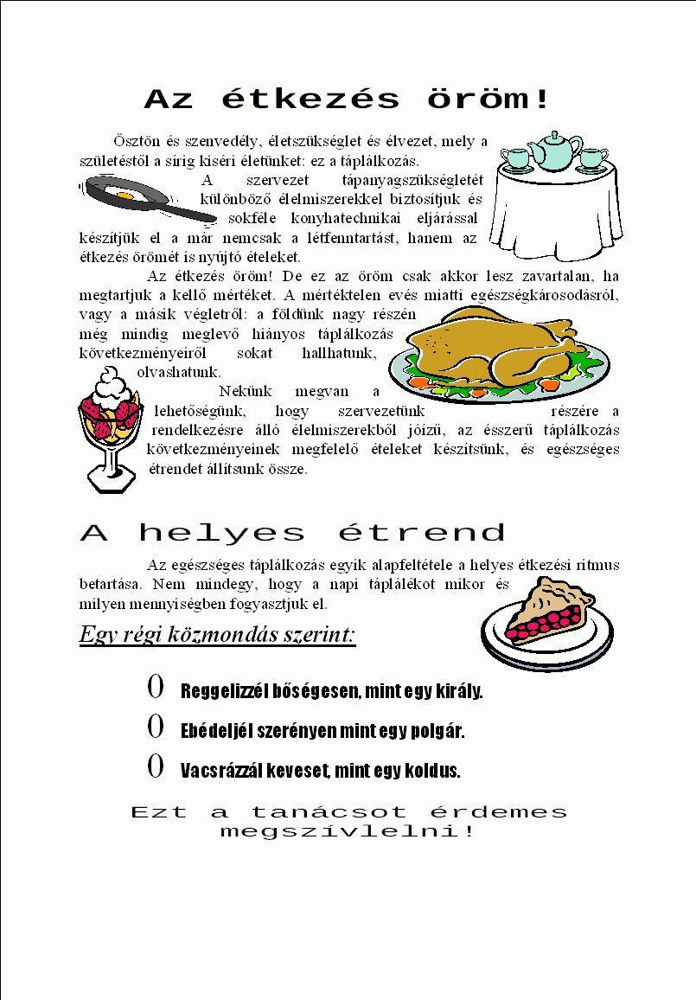 Az étkezés öröm!
Ösztön és szenvedély, életszükséglet és élvezet, mely a
születéstől a sírig kiséri életünket: ez a táplálkozás.
A szervezet tápanyagszükségletét
különböző élelmiszerekkel biztosítjuk és
sokféle konyhatechnikai eljárással
készítjük el a már nemcsak a létfenntartást, hanem az
étkezés örömét is nyújtó ételeket.
Az étkezés öröm! De ez az öröm csak akkor lesz zavartalan, ha
megtartjuk a kellő mértéket. A mértéktelen evés miatti egészségkárosodásról,
vagy a másik végletről: a földünk nagy részén
még mindig meglevő hiányos táplálkozás
következményeiről sokat hallhatunk,
olvashatunk.
Nekünk megvan a
lehetőségünk, hogy szervezetünk részére a
rendelkezésre álló élelmiszerekből jóízű, az ésszerű táplálkozás
következményeinek megfelelő ételeket készítsünk, és egészséges
étrendet állítsunk össze.
A helyes étrend
Az egészséges táplálkozás egyik alapfeltétele a helyes étkezési ritmus
betartása. Nem mindegy, hogy a napi táplálékot mikor és
milyen mennyiségben fogyasztjuk el.
Egy régi közmondás szerint:
0 Reggelizzél bőségesen, mint egy király.
0 Ebédeljél szerényen mint egy polgár.
0 Vacsrázzál keveset, mint egy koldus.
Ezt a tanácsot érdemes
megszívlelni!